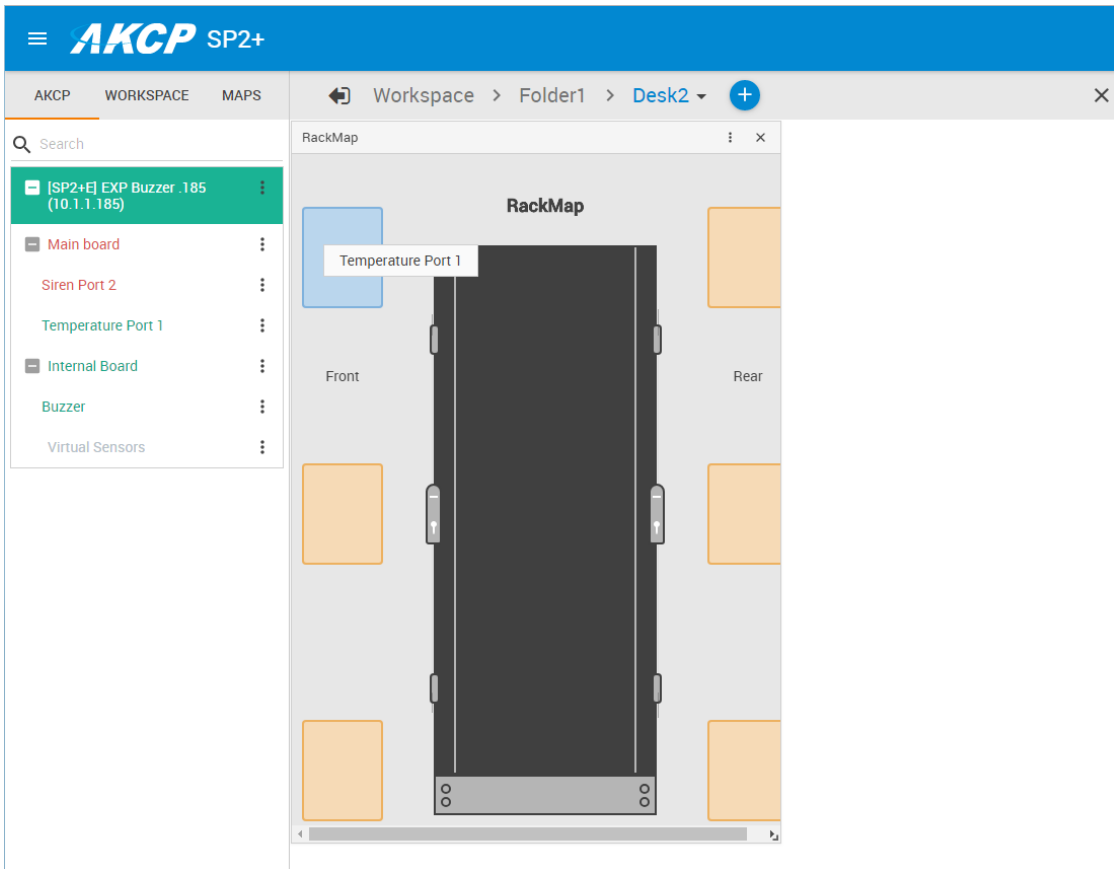 AKCP SP2+
AKCP WORKSPACE MAPS
Workspace > Folder1 > Desk2
Search
[SP2+E] EXP Buzzer .185
(10.1.1.185)
Main board
Siren Port 2
Temperature Port 1
Internal Board
Buzzer
Virtual Sensors
RackMap
RackMap
Temperature Port 1
Front
Rear